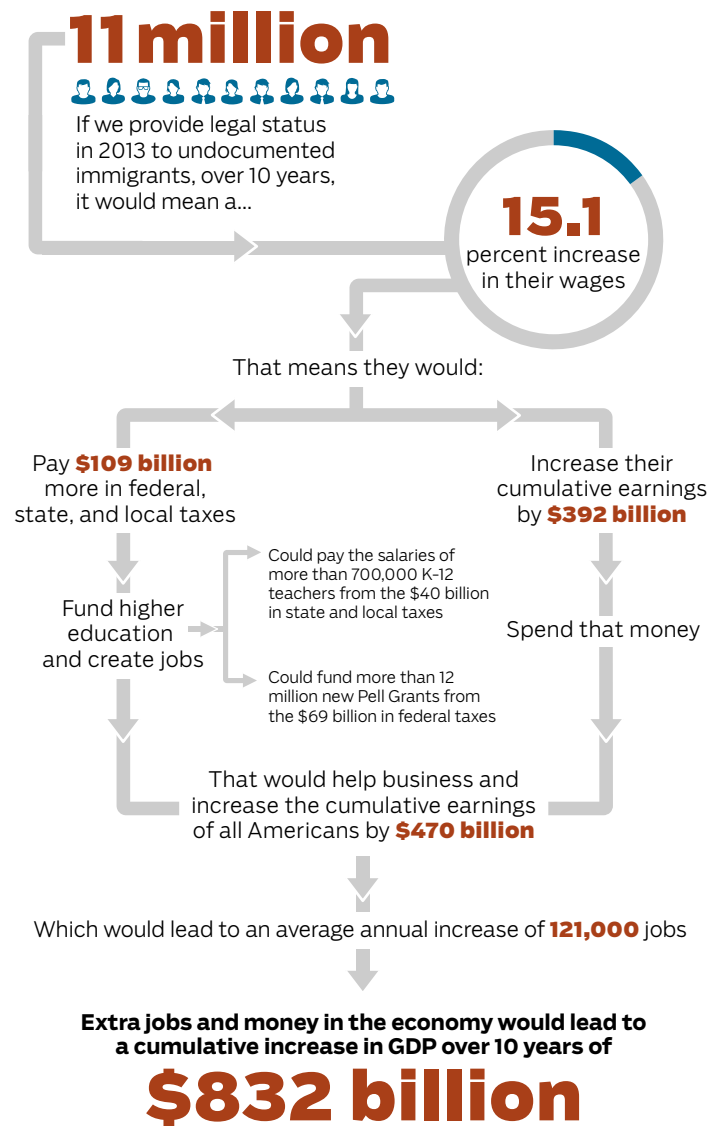 11 million
If we provide legal status
in 2013 to undocumented
immigrants, over 10 years,
it would mean a...
15.1
percent increase
in their wages
That means they would:
Pay $109 billion
more in federal,
state, and local taxes
Increase their
cumulative earnings
by $392 billion
Fund higher
education
and create jobs
Could pay the salaries of
more than 700,000 K-12
teachers from the $40 billion
in state and local taxes
Could fund more than 12
million new Pell Grants from
the $69 billion in federal taxes
Spend that money
That would help business and
increase the cumulative earnings
of all Americans by $470 billion
Which would lead to an average annual increase of 121,000 jobs
Extra jobs and money in the economy would lead to
a cumulative increase in GDP over 10 years of
$832 billion